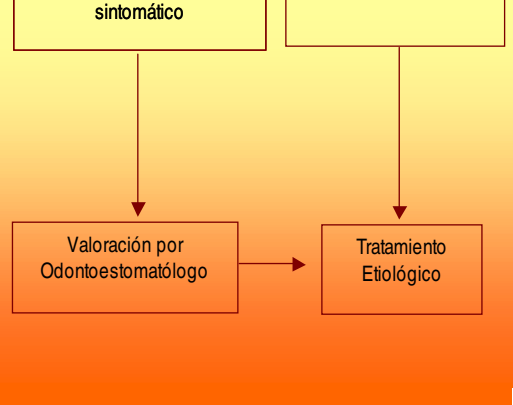 sintomático
Valoración por
Odontoestomatólogo
Tratamiento
Etiológico